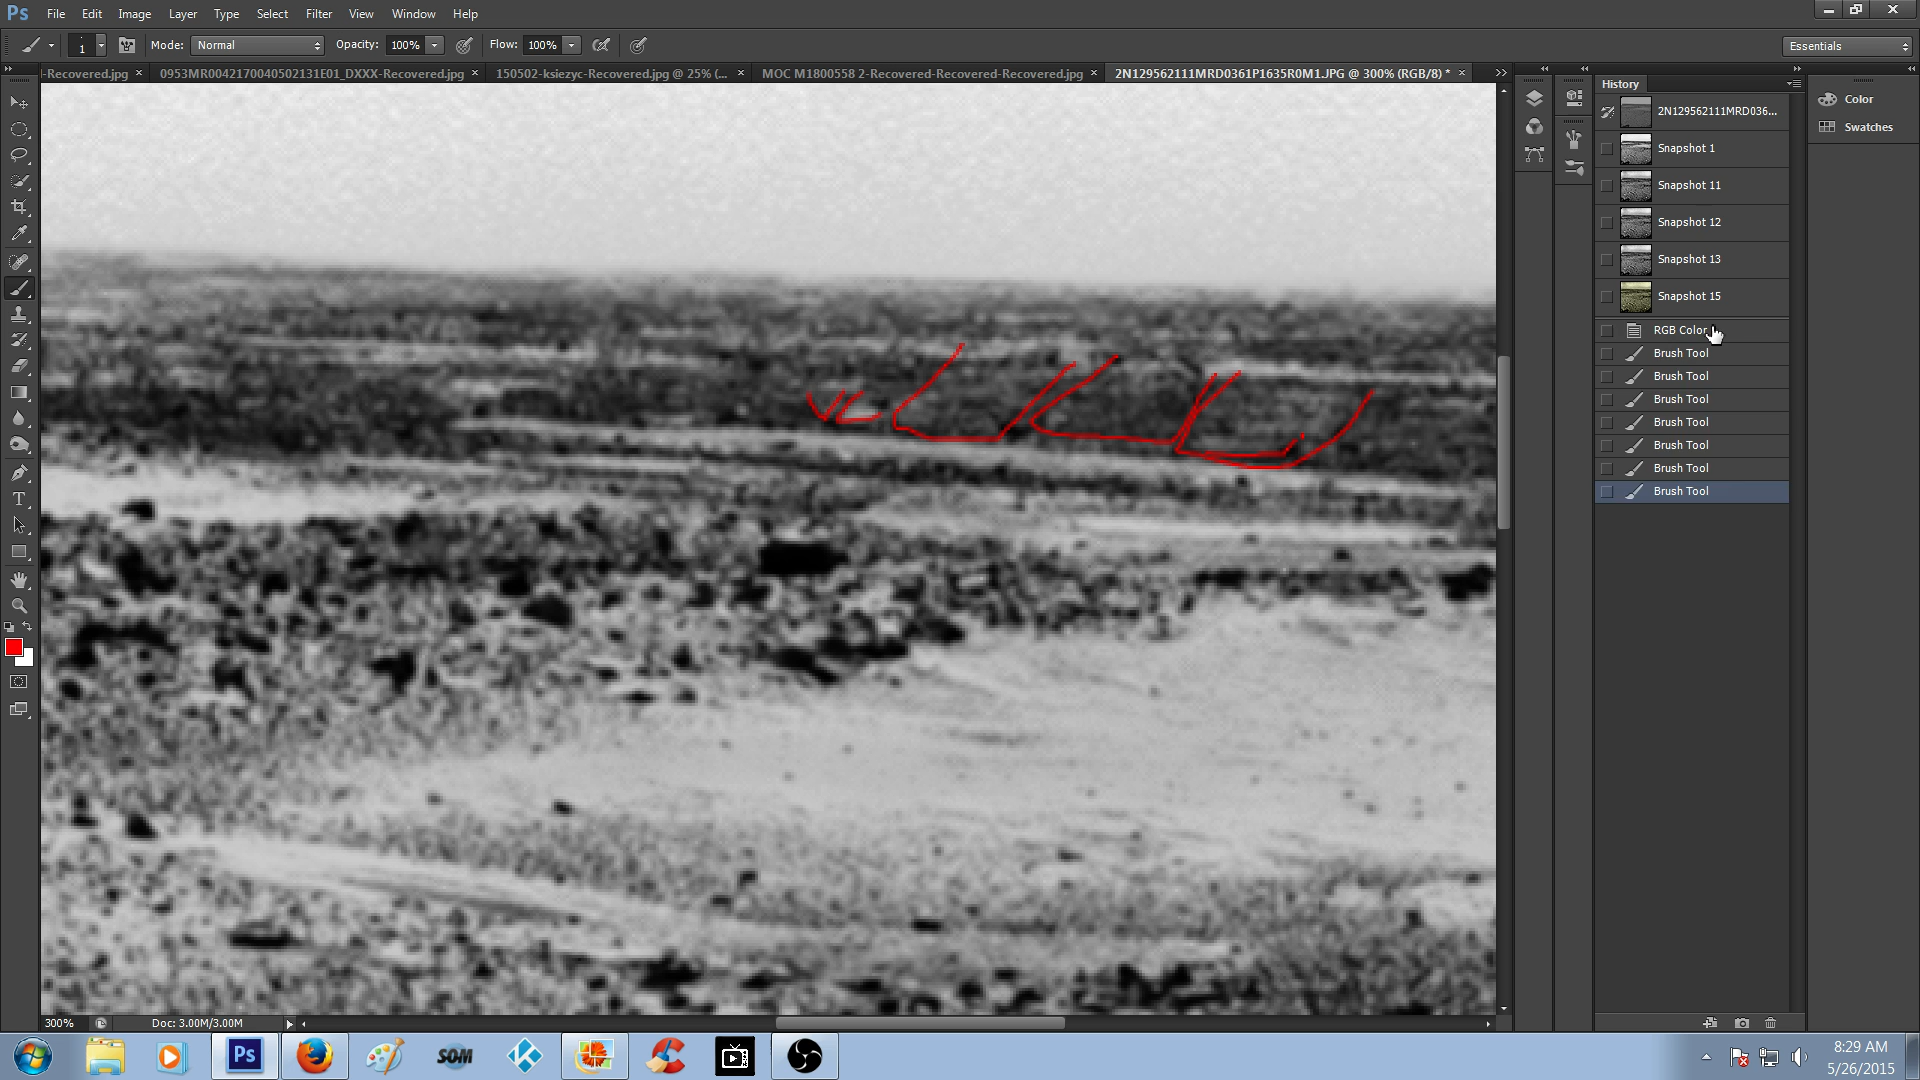 Ps File Edit Image Layer Type Select Filter View Window Help
1 Mode: Normal Opacity: 100% Flow: 100% Essentials
-Recovered.jpg × 0953MR0042170040502131E01_DXXX-Recovered.jpg × 150502-ksiezyc-Recovered.jpg @ 25% (... × MOC M1800558 2-Recovered-Recovered-Recovered.jpg × 2N129562111MRD0361P1635R0M1.JPG @ 300% (RGB/8) * ×
History
Color
2N129562111MRD036...
Swatches
Snapshot 1
Snapshot 11
Snapshot 12
Snapshot 13
Snapshot 15
RGB Color
Brush Tool
Brush Tool
Brush Tool
Brush Tool
Brush Tool
Brush Tool
Brush Tool
T
300% Doc: 3.00M/3.00M
Ps SOM
8:29 AM
5/26/2015